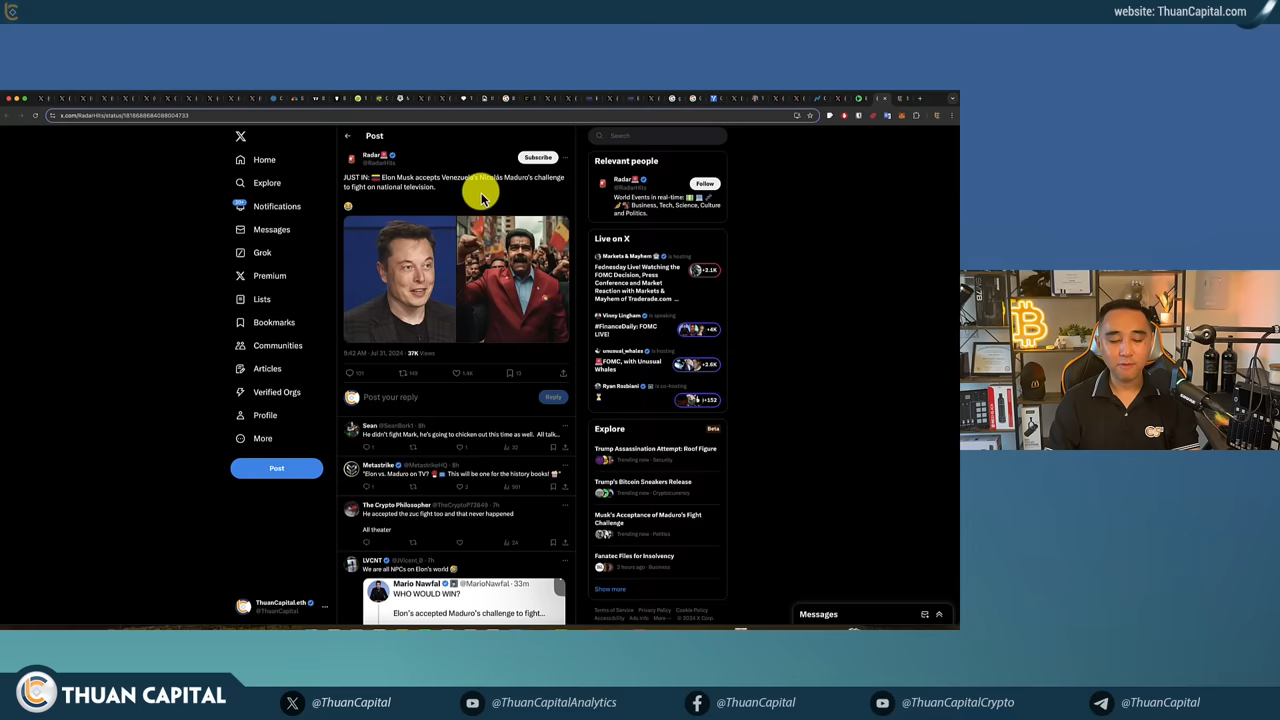 website: ThuanCapital.com
x.com/RadarHits/status/1818688684088004733
Post
Search
Home
Explore
Notifications
Messages
Grok
Premium
Lists
Bookmarks
Communities
Articles
Verified Orgs
Profile
More
Post
ThuanCapital.eth
@ThuanCapital
Radar
@RadarHits
Subscribe
JUST IN: Elon Musk accepts Venezuela's Nicolás Maduro's challenge
to fight on national television.
9:42 AM · Jul 31, 2024 · 37K Views
131
149
1.4K
13
Post your reply
Reply
Sean @SeanBork1 · 8h
He didn't fight Mark, he's going to chicken out this time as well. All talk...
1
1
32
Metastrike @MetastrikeHQ · 8h
"Elon vs. Maduro on TV? This will be one for the history books! "
1
2
591
The Crypto Philosopher @TheCryptoP73649 · 7h
He accepted the zuc fight too and that never happened
All theater
24
LVCNT @JVIcent_D · 7h
We are all NPCs on Elon's world
Mario Nawfal @MarioNawfal · 33m
WHO WOULD WIN?
Elon's accepted Maduro's challenge to fight...
Relevant people
Radar
@RadarHits
Follow
World Events in real-time:
Business, Tech, Science, Culture
and Politics.
Live on X
Markets & Mayhem is hosting
Fednesday Live! Watching the
FOMC Decision, Press
Conference and Market
Reaction with Markets &
Mayhem of Traderade.com ...
+2.1K
Vinny Lingham is speaking
#FinanceDaily: FOMC
LIVE!
+4K
unusual_whales is hosting
FOMC, with Unusual
Whales
+2.6K
Ryan Rosbiani is co-hosting
+152
Explore
Beta
Trump Assassination Attempt: Roof Figure
Trending now · Security
Trump's Bitcoin Sneakers Release
Trending now · Cryptocurrency
Musk's Acceptance of Maduro's Fight
Challenge
Trending now · Politics
Fanatec Files for Insolvency
2 hours ago · Business
Show more
Terms of Service Privacy Policy Cookie Policy
Accessibility Ads info More ··· © 2024 X Corp.
Messages
THUAN CAPITAL
@ThuanCapital
@ThuanCapitalAnalytics
@ThuanCapital
@ThuanCapitalCrypto
@ThuanCapital